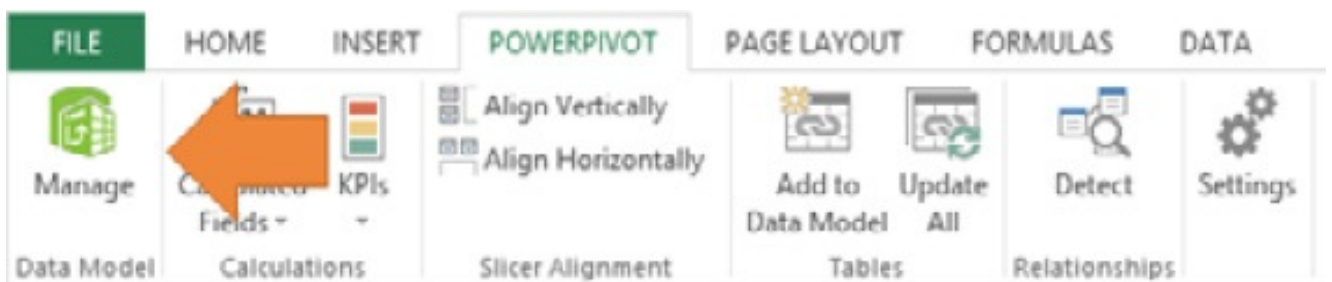 FILE HOME INSERT POWERPIVOT PAGE LAYOUT FORMULAS DATA
Manage
Fields
KPIs
Align Vertically
Align Horizontally
Add to
Data Model
Update
All
Detect
Settings
Data Model Calculations Slicer Alignment Tables Relationships